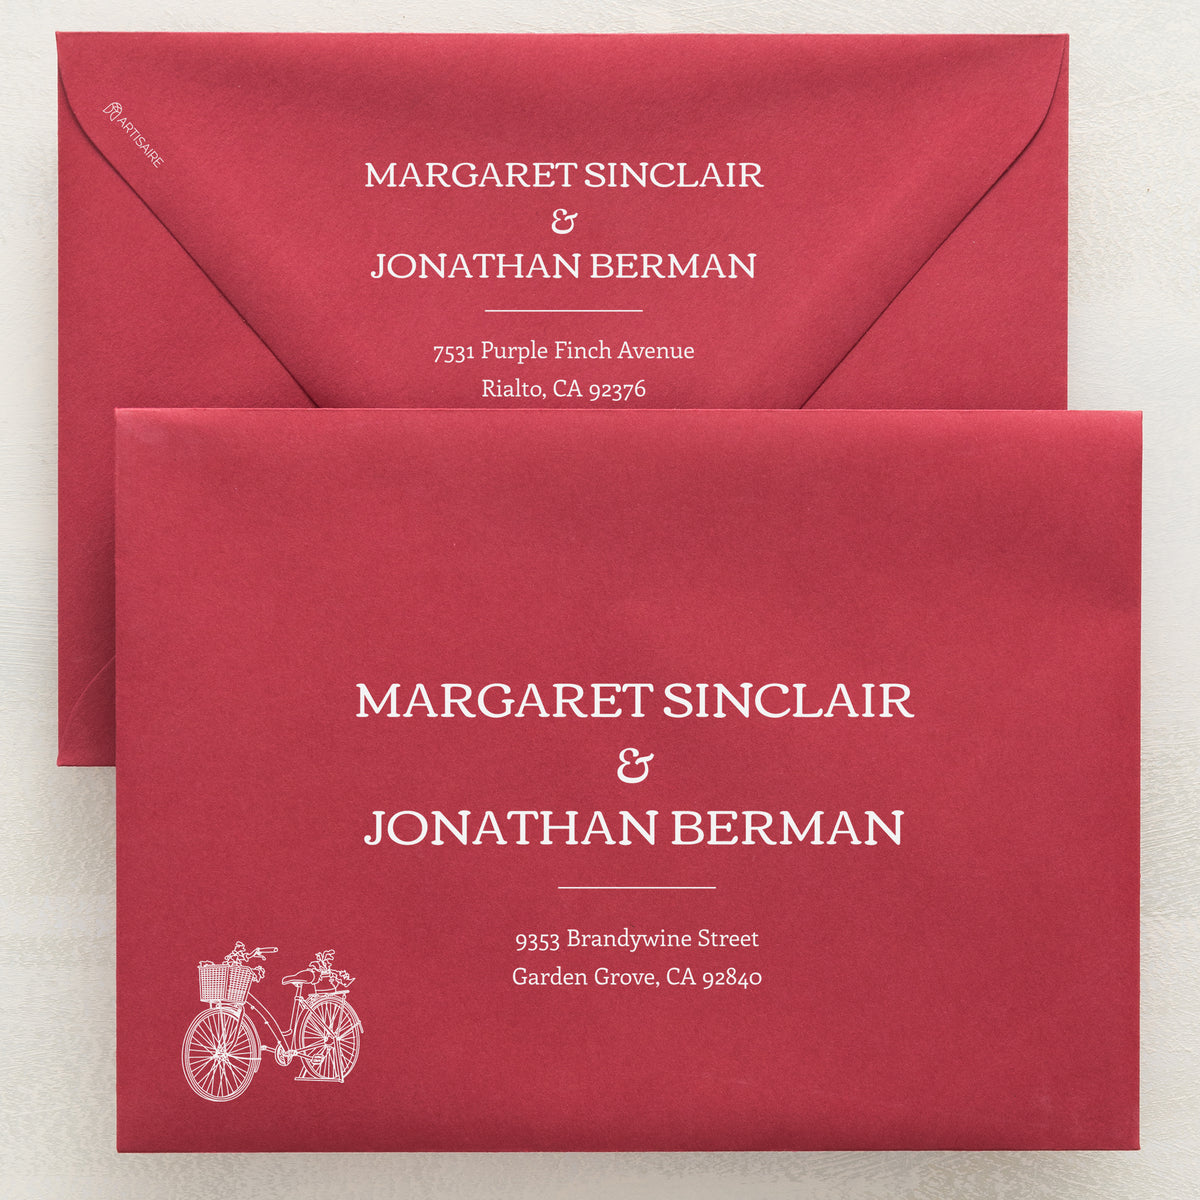 ARTISAIRE
MARGARET SINCLAIR
&
JONATHAN BERMAN
7531 Purple Finch Avenue
Rialto, CA 92376
MARGARET SINCLAIR
&
JONATHAN BERMAN
9353 Brandywine Street
Garden Grove, CA 92840